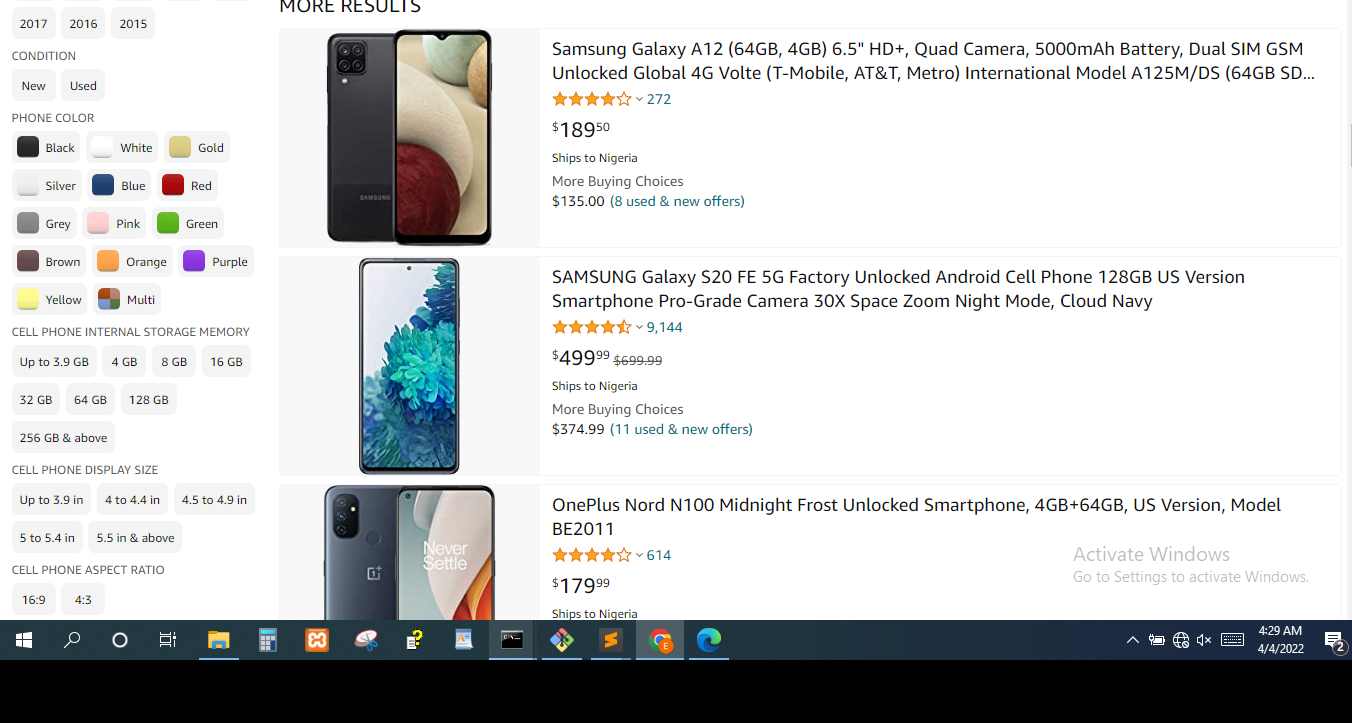 MORE RESULTS
2017 2016 2015
CONDITION
New Used
PHONE COLOR
Black White Gold
Silver Blue Red
Grey Pink Green
Brown Orange Purple
Yellow Multi
CELL PHONE INTERNAL STORAGE MEMORY
Up to 3.9 GB 4 GB 8 GB 16 GB
32 GB 64 GB 128 GB
256 GB & above
CELL PHONE DISPLAY SIZE
Up to 3.9 in 4 to 4.4 in 4.5 to 4.9 in
5 to 5.4 in 5.5 in & above
CELL PHONE ASPECT RATIO
16:9 4:3
SAMSUNG
Samsung Galaxy A12 (64GB, 4GB) 6.5" HD+, Quad Camera, 5000mAh Battery, Dual SIM GSM
Unlocked Global 4G Volte (T-Mobile, AT&T, Metro) International Model A125M/DS (64GB SD...
272
$18950
Ships to Nigeria
More Buying Choices
$135.00 (8 used & new offers)
SAMSUNG Galaxy S20 FE 5G Factory Unlocked Android Cell Phone 128GB US Version
Smartphone Pro-Grade Camera 30X Space Zoom Night Mode, Cloud Navy
9,144
$49999 $699.99
Ships to Nigeria
More Buying Choices
$374.99 (11 used & new offers)
Never
Settle
OnePlus Nord N100 Midnight Frost Unlocked Smartphone, 4GB+64GB, US Version, Model
BE2011
614
$17999
Ships to Nigeria
Activate Windows
Go to Settings to activate Windows.
4:29 AM
4/4/2022
2